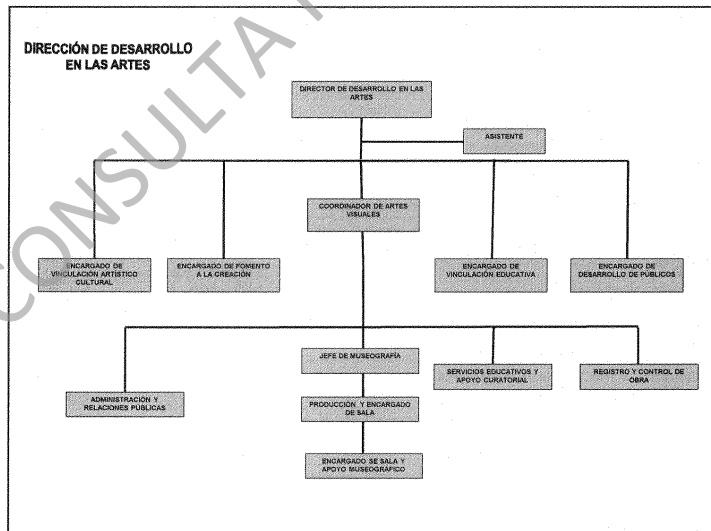 DIRECCIÓN DE DESARROLLO
EN LAS ARTES
DIRECTOR DE DESARROLLO EN LAS
ARTES
ASISTENTE
COORDINADOR DE ARTES
VISUALES
ENCARGADO DE
VINCULACIÓN ARTÍSTICO
CULTURAL
ENCARGADO DE FOMENTO
A LA CREACIÓN
ENCARGADO DE
VINCULACIÓN EDUCATIVA
ENCARGADO DE
DESARROLLO DE PÚBLICOS
JEFE DE MUSEOGRAFÍA
SERVICIOS EDUCATIVOS Y
APOYO CURATORIAL
REGISTRO Y CONTROL DE
OBRA
ADMINISTRACIÓN Y
RELACIONES PÚBLICAS
PRODUCCIÓN Y ENCARGADO
DE SALA
ENCARGADO SE SALA Y
APOYO MUSEOGRÁFICO
CONSULTA